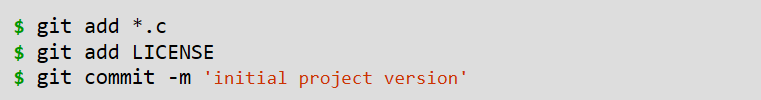 $ git add *.c
$ git add LICENSE
$ git commit -m 'initial project version'